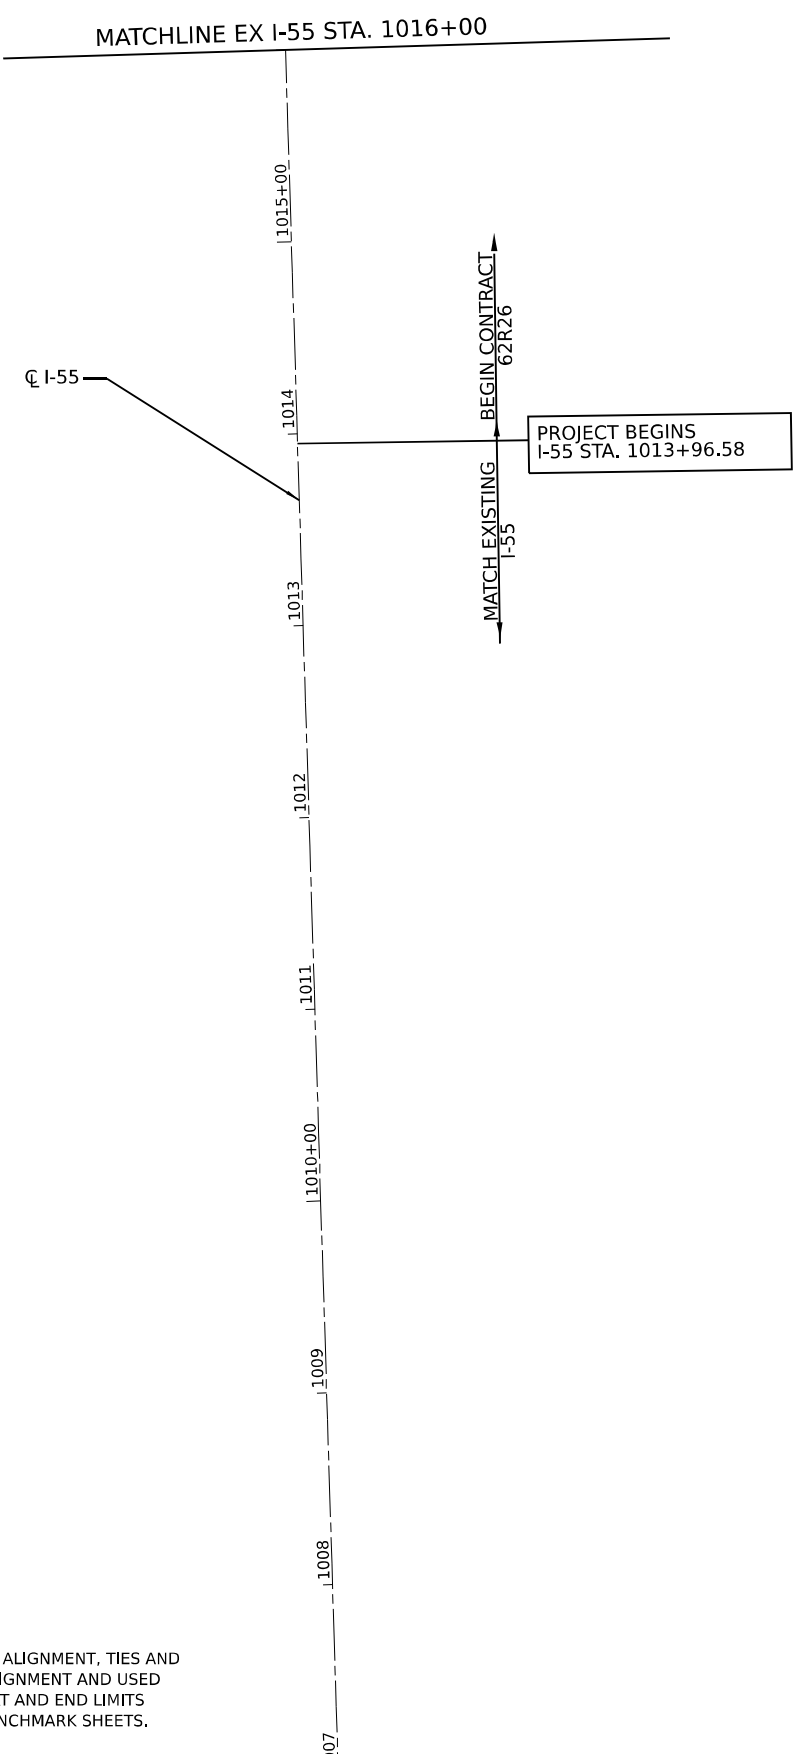 MATCHLINE EX I-55 STA. 1016+00
1015+00
BEGIN CONTRACT
62R26
℄ I-55
1014
PROJECT BEGINS
I-55 STA. 1013+96.58
MATCH EXISTING
I-55
1013
1012
1011
1010+00
1009
1008
ALIGNMENT, TIES AND
IGNMENT AND USED
T AND END LIMITS
NCHMARK SHEETS.
007